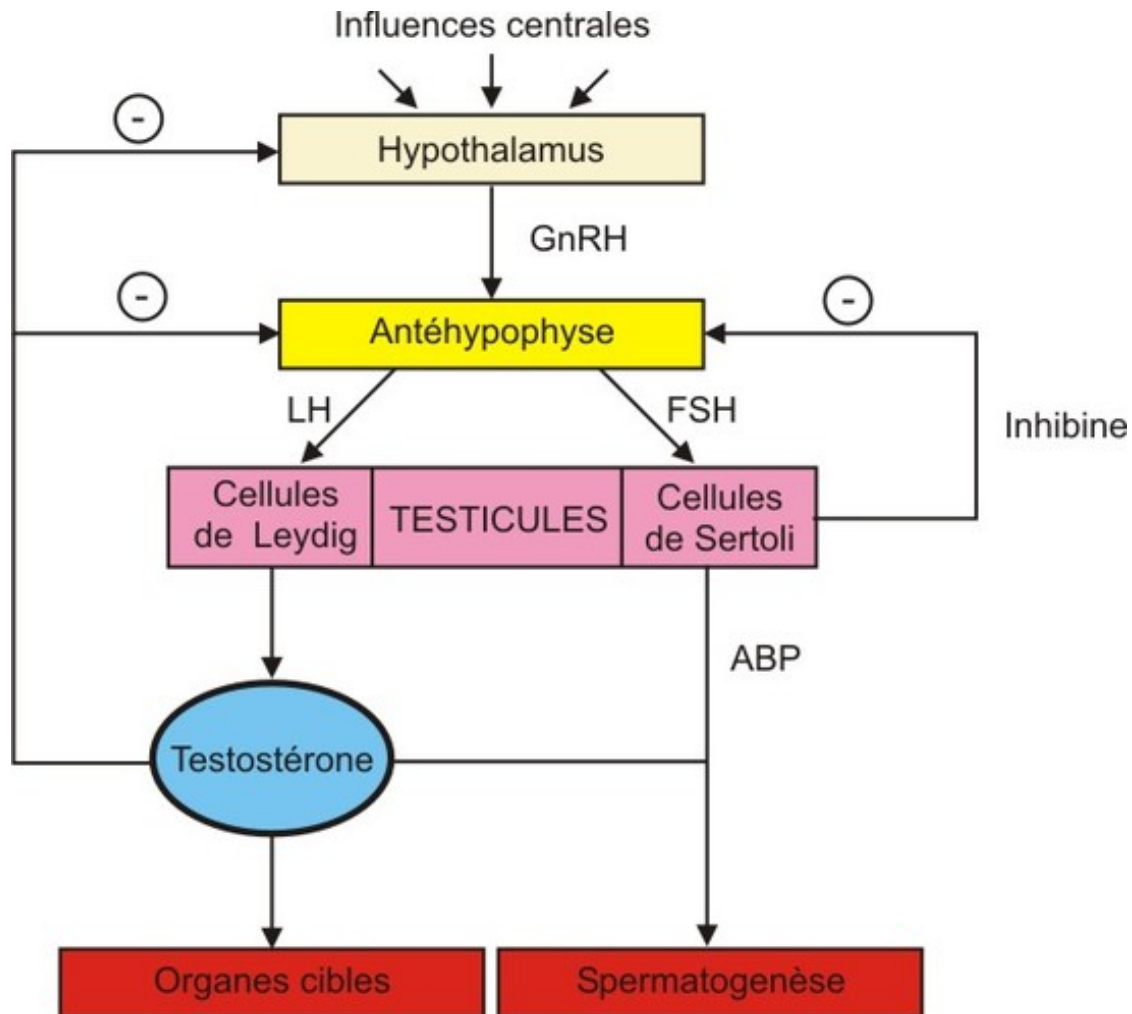 Influences centrales
-
Hypothalamus
GnRH
-
-
Antéhypophyse
LH
FSH
Inhibine
Cellules
de Leydig
TESTICULES
Cellules
de Sertoli
ABP
Testostérone
Organes cibles
Spermatogenèse